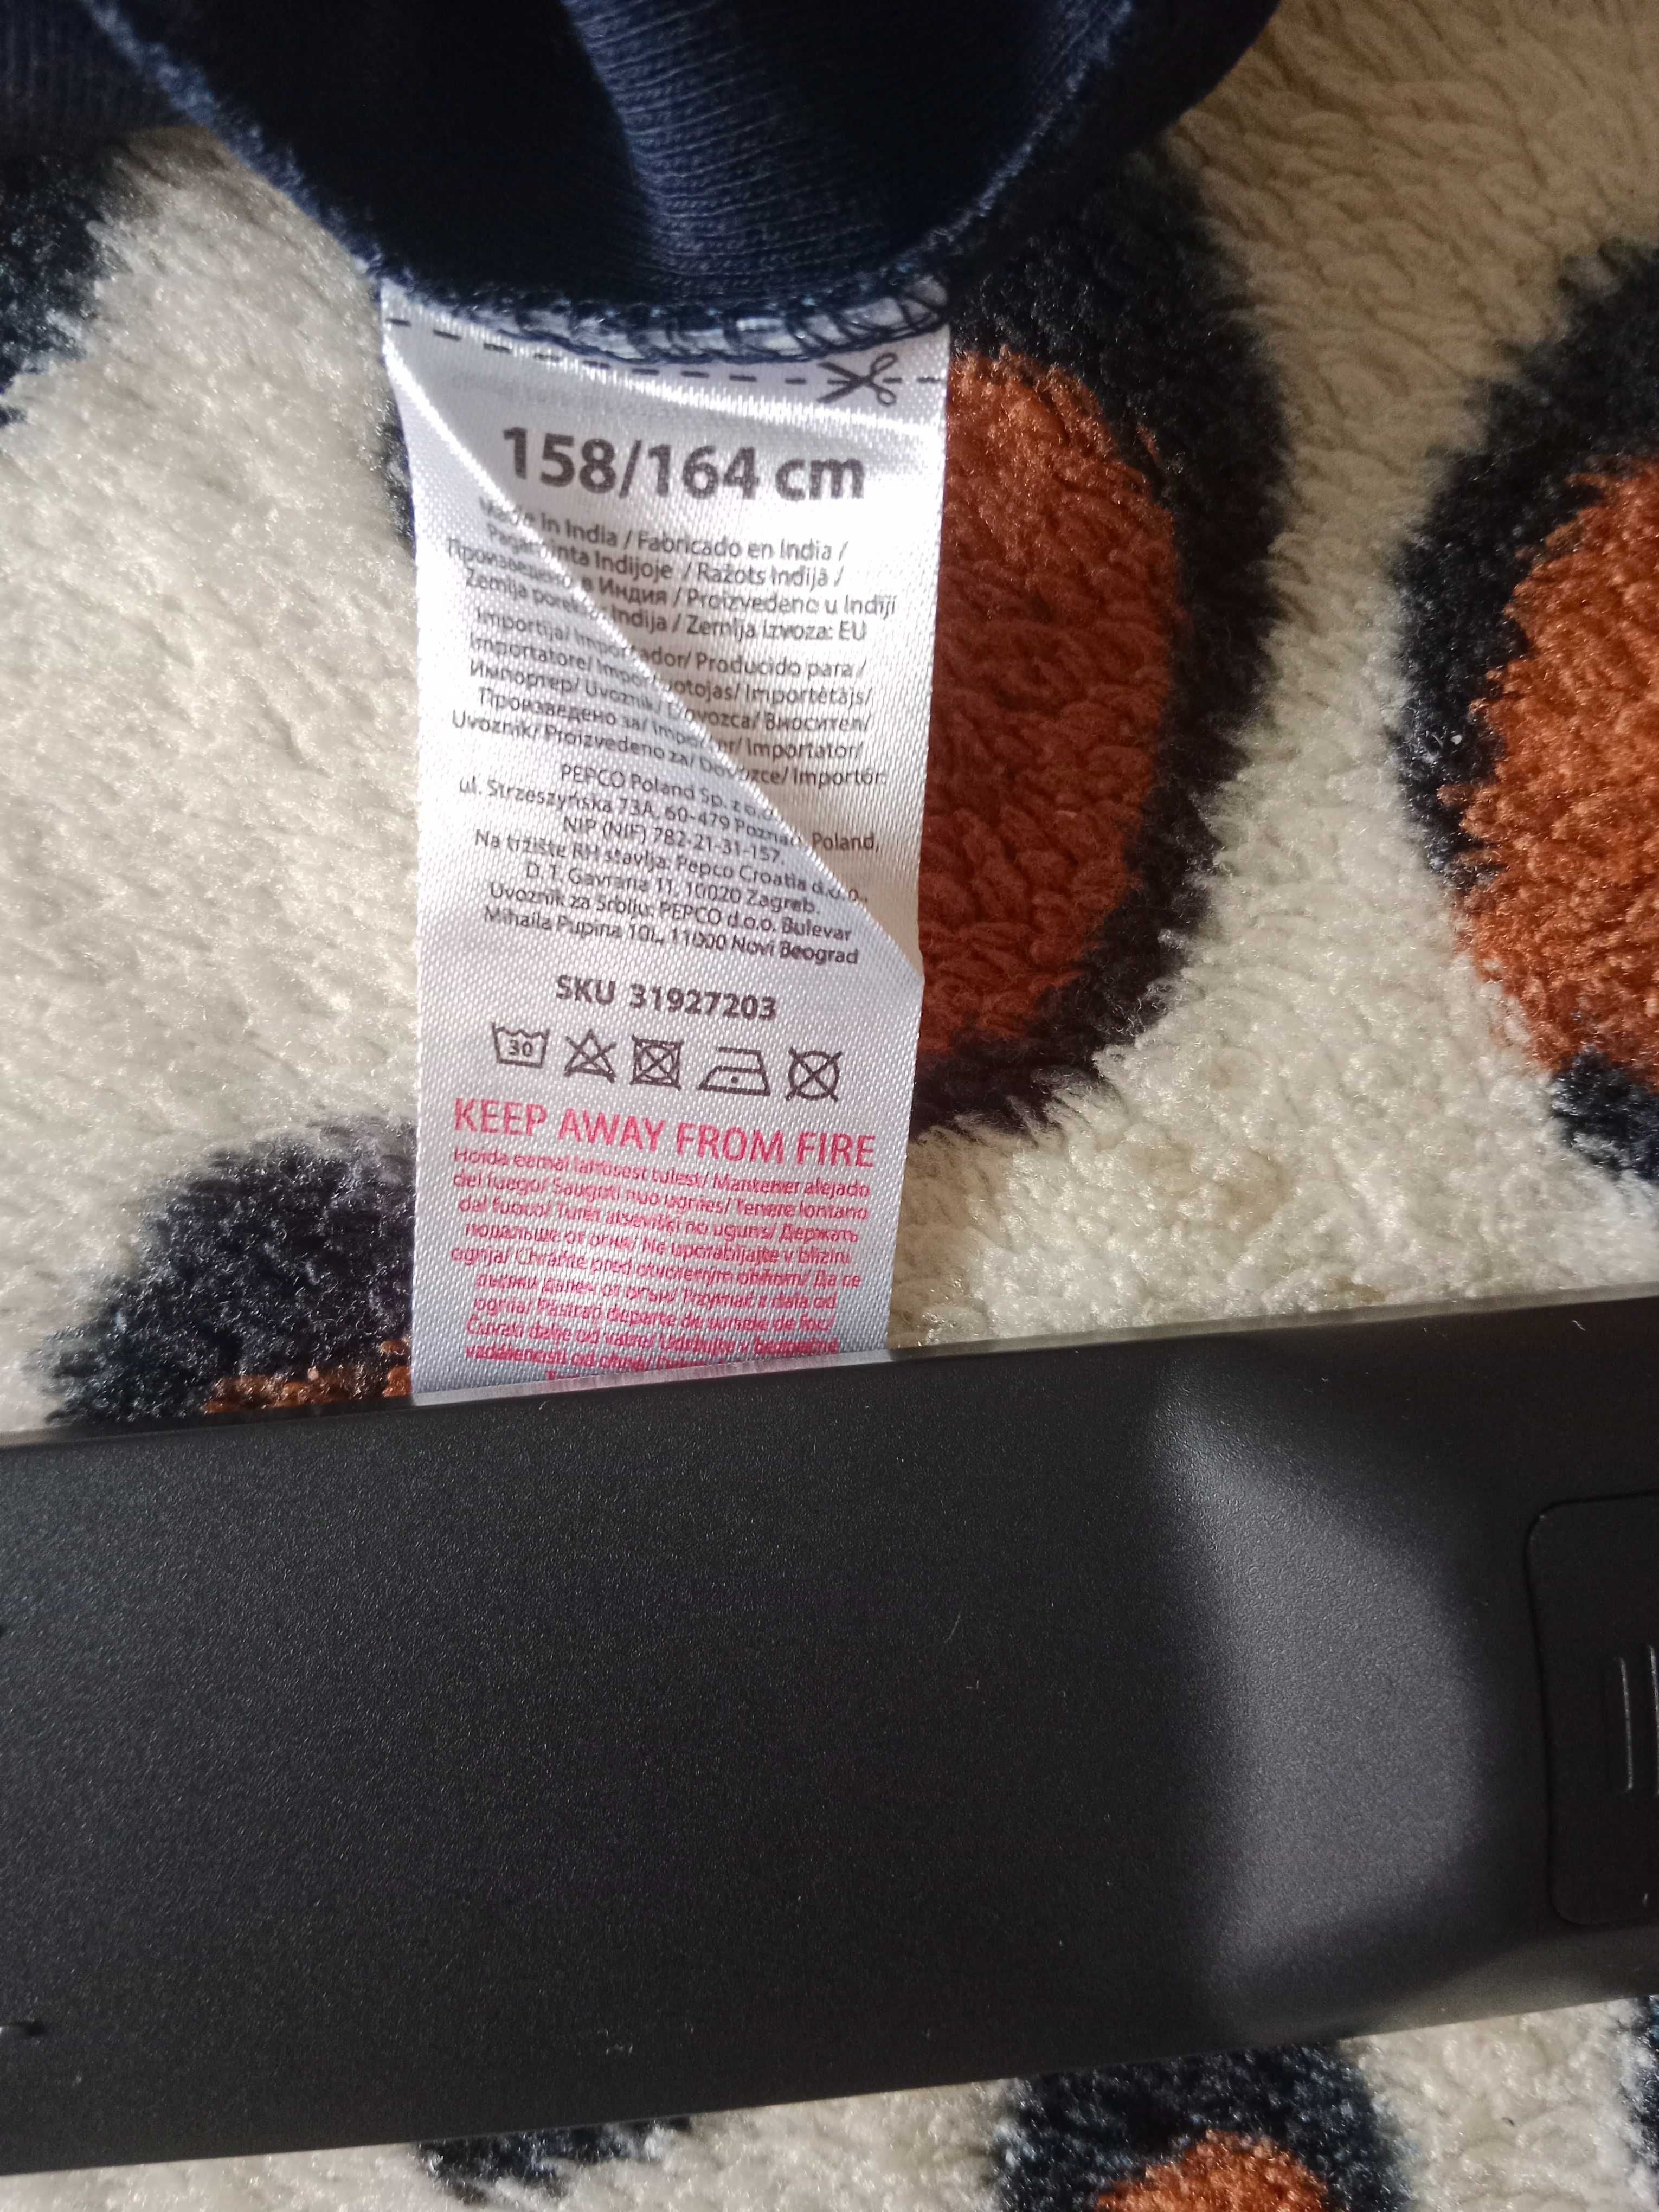 158/164 cm
Made in India / Fabricado en India /
Pagaminta Indijoje / Ražots Indijā /
Произведено в Индия / Proizvedeno u Indiji
Zemlja porekla: Indija / Zemlja izvoza: EU
Importija/ Importador/ Producido para /
Importatore/ Importuotojas/ Importētājs/
Импортер/ Uvoznik/ Dovozca/ Вносител/
Произведено за/ Importer/ Importator/
Uvoznik/ Proizvedeno za/ Dovozce/ Importőr:
PEPCO Poland Sp. z o.o.
ul. Strzeszyńska 73A, 60-479 Poznań, Poland,
NIP (NIF) 782-21-31-157.
Na tržište RH stavlja: Pepco Croatia d.o.o.,
D. T. Gavrana 11, 10020 Zagreb.
Uvoznik za Srbiju: PEPCO d.o.o. Bulevar
Mihaila Pupina 10L, 11000 Novi Beograd
SKU 31927203
30
KEEP AWAY FROM FIRE
Hoida eemal lahtisest tulest/ Mantener alejado
del fuego/ Saugoti nuo ugnies/ Tenere lontano
dal fuoco/ Turēt atsevišķi no uguns/ Держать
подальше от огня/ Ne uporabljajte v bližini
ognja/ Chráňte pred otvoreným ohňom/ Да се
държи далеч от огън/ Trzymać z dala od
ognia/ Păstrați departe de sursele de foc/
Čuvati dalje od vatre/ Udržujte v bezpečné
vzdálenosti od ohně/